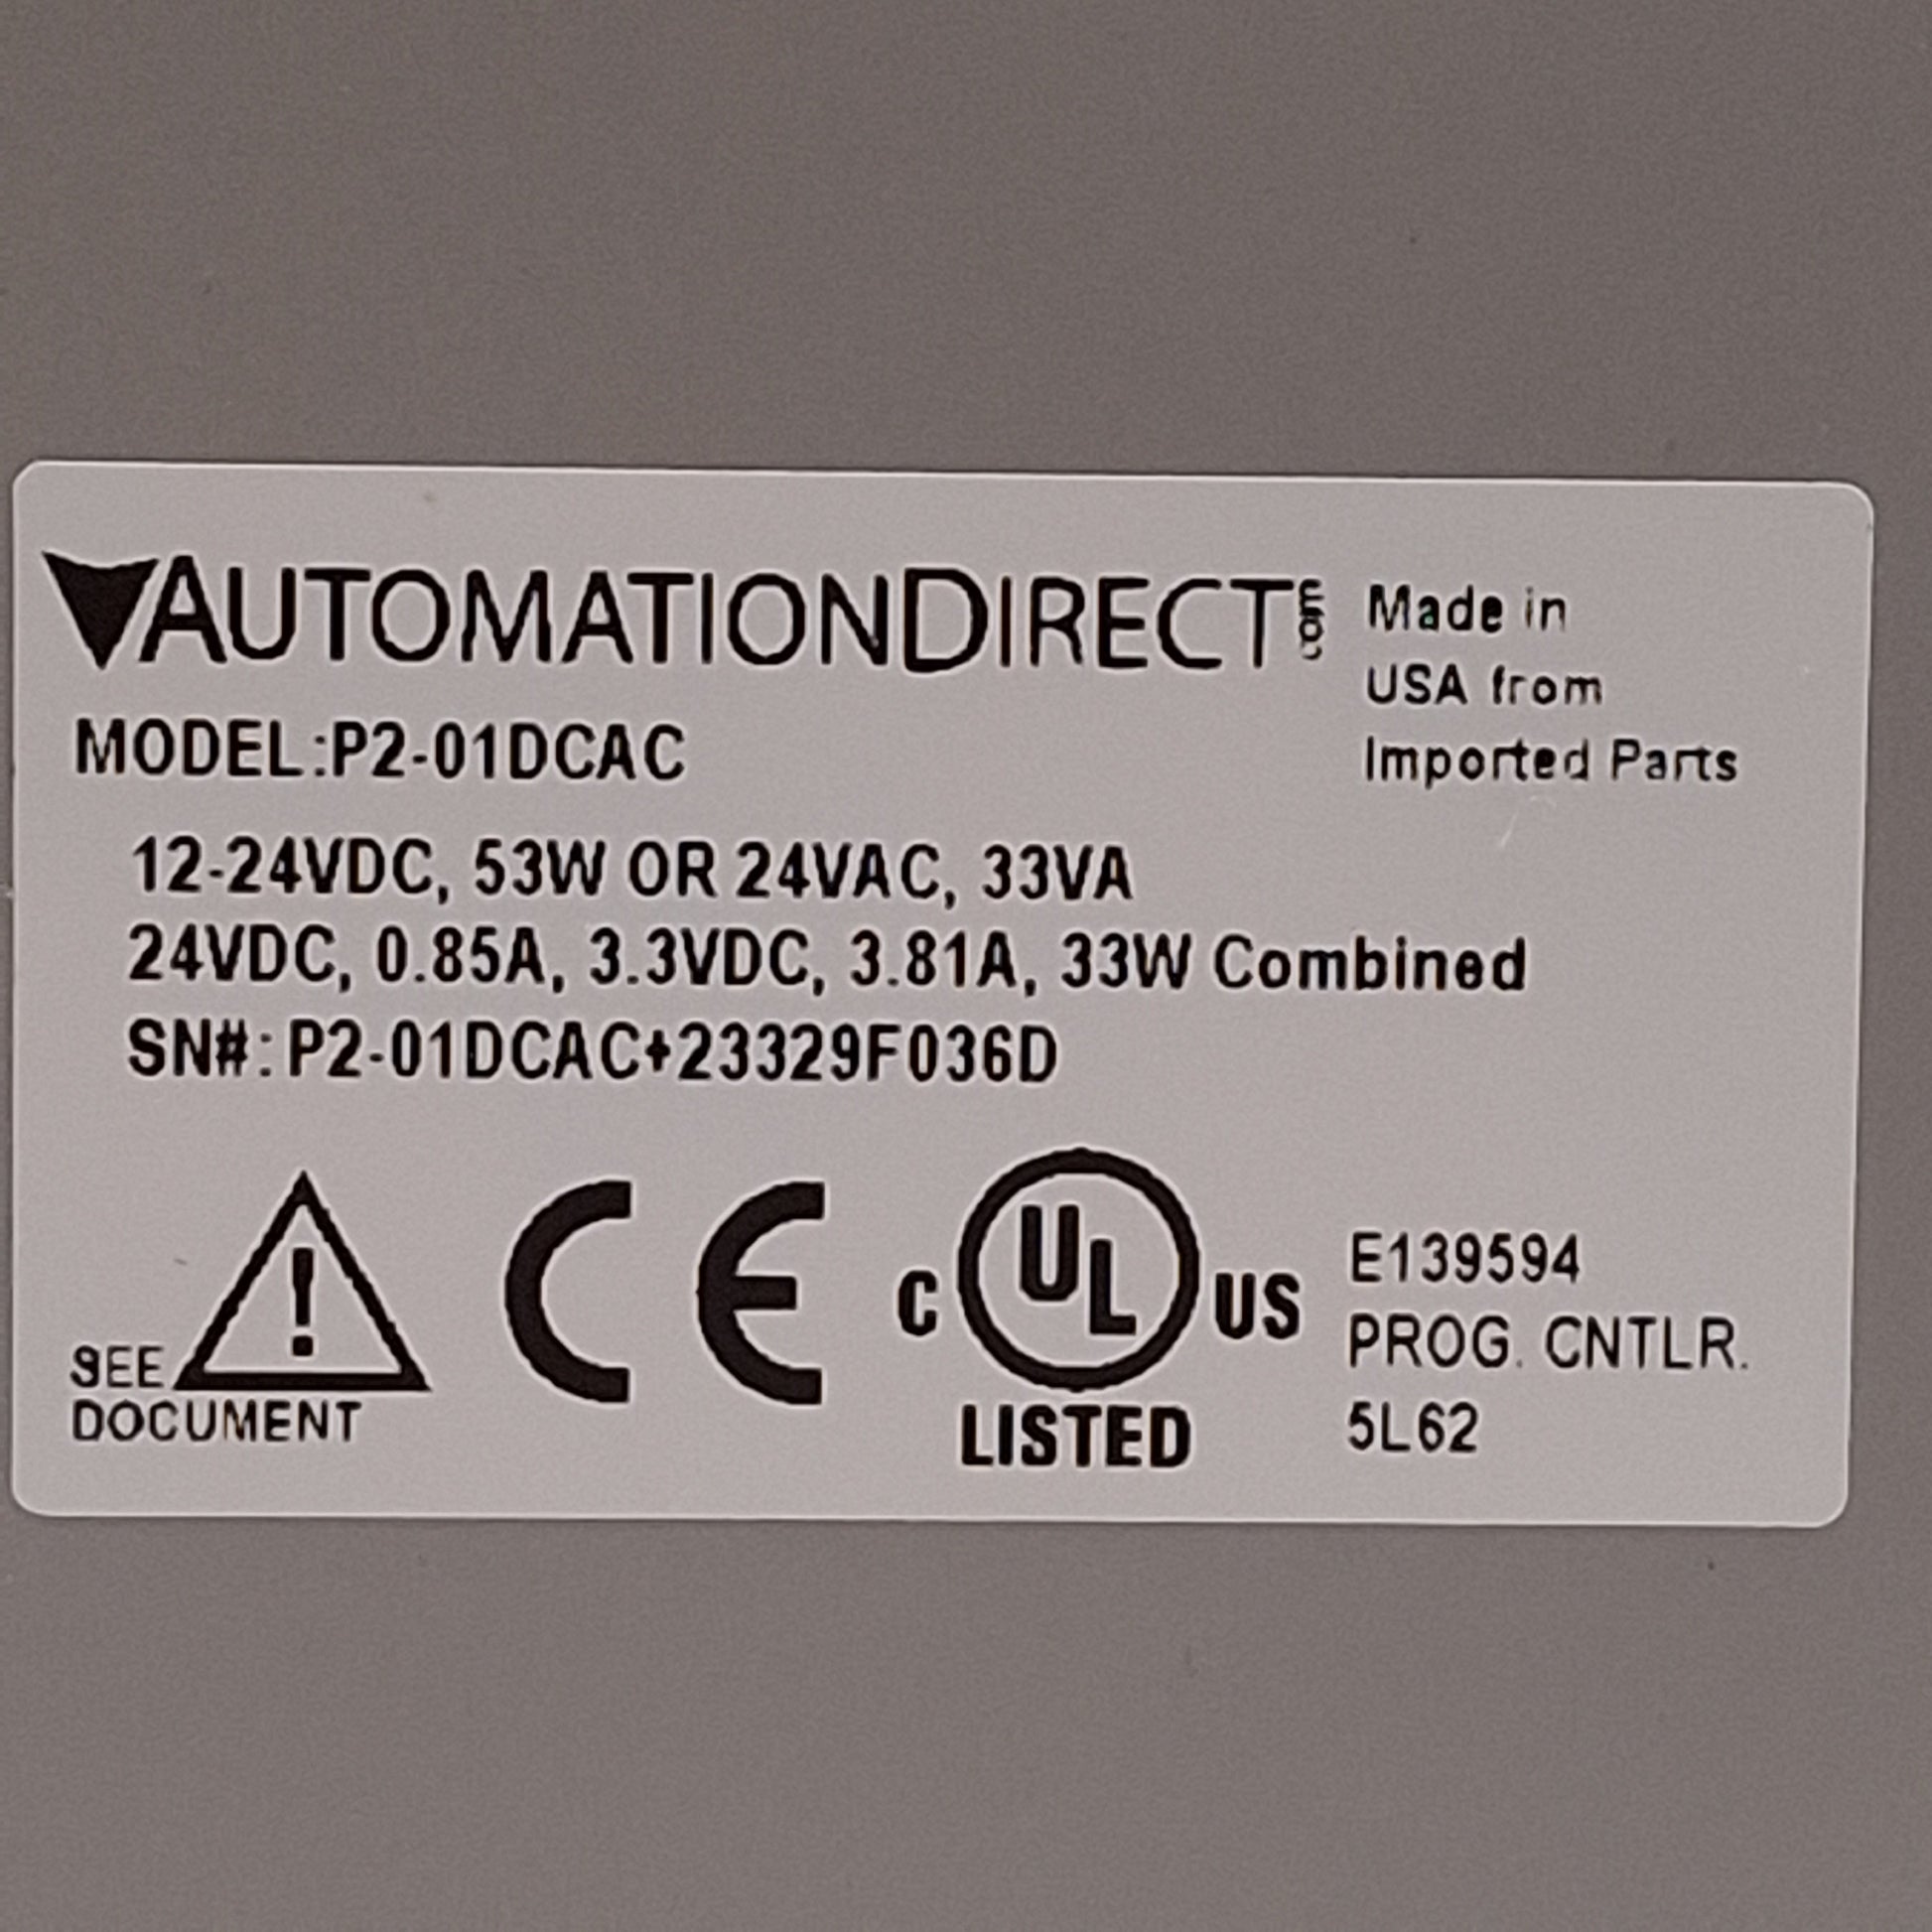 AUTOMATIONDIRECT.com
Made in
USA from
Imported Parts
MODEL:P2-01DCAC
12-24VDC, 53W OR 24VAC, 33VA
24VDC, 0.85A, 3.3VDC, 3.81A, 33W Combined
SN#: P2-01DCAC+23329F036D
SEE
DOCUMENT
!
CE
C UL US
LISTED
E139594
PROG. CNTLR.
5L62